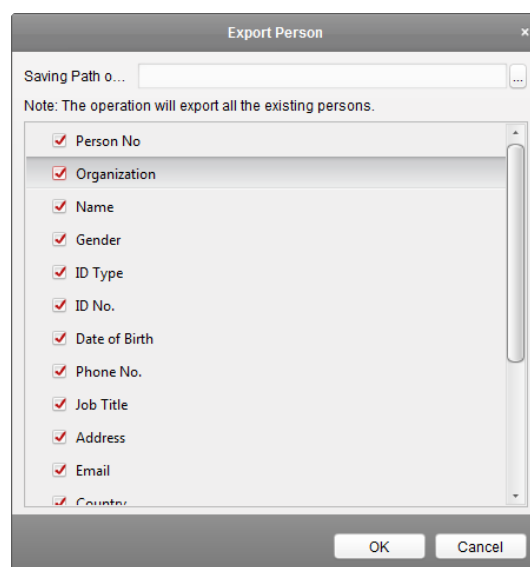 Export Person
×
Saving Path o...
...
Note: The operation will export all the existing persons.
Person No
Organization
Name
Gender
ID Type
ID No.
Date of Birth
Phone No.
Job Title
Address
Email
Country
OK Cancel